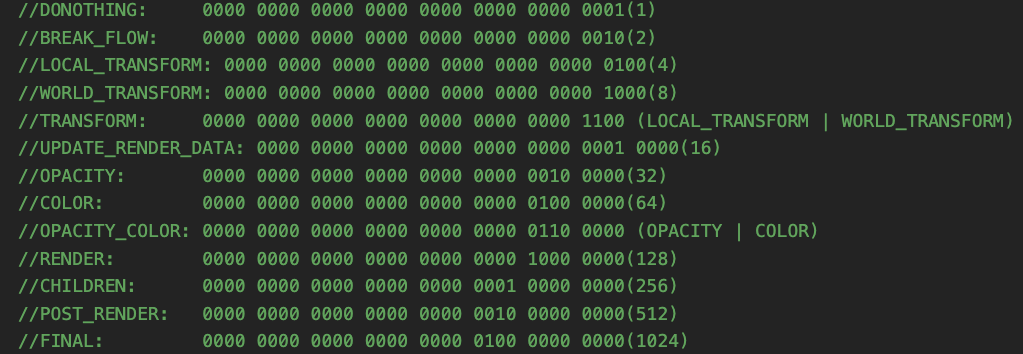 //DONOTHING:     0000 0000 0000 0000 0000 0000 0000 0001(1)
//BREAK_FLOW:    0000 0000 0000 0000 0000 0000 0000 0010(2)
//LOCAL_TRANSFORM: 0000 0000 0000 0000 0000 0000 0000 0100(4)
//WORLD_TRANSFORM: 0000 0000 0000 0000 0000 0000 0000 1000(8)
//TRANSFORM:     0000 0000 0000 0000 0000 0000 0000 1100 (LOCAL_TRANSFORM | WORLD_TRANSFORM)
//UPDATE_RENDER_DATA: 0000 0000 0000 0000 0000 0000 0001 0000(16)
//OPACITY:       0000 0000 0000 0000 0000 0000 0010 0000(32)
//COLOR:         0000 0000 0000 0000 0000 0000 0100 0000(64)
//OPACITY_COLOR: 0000 0000 0000 0000 0000 0000 0110 0000 (OPACITY | COLOR)
//RENDER:        0000 0000 0000 0000 0000 0000 1000 0000(128)
//CHILDREN:      0000 0000 0000 0000 0000 0001 0000 0000(256)
//POST_RENDER:   0000 0000 0000 0000 0000 0010 0000 0000(512)
//FINAL:         0000 0000 0000 0000 0000 0100 0000 0000(1024)